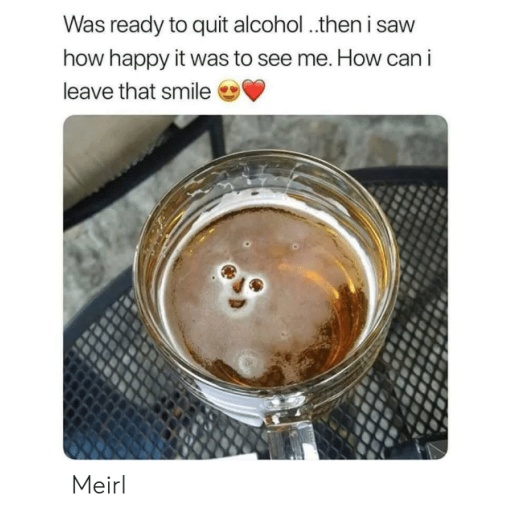 Was ready to quit alcohol ..then i saw
how happy it was to see me. How can i
leave that smile 😍❤️
Meirl